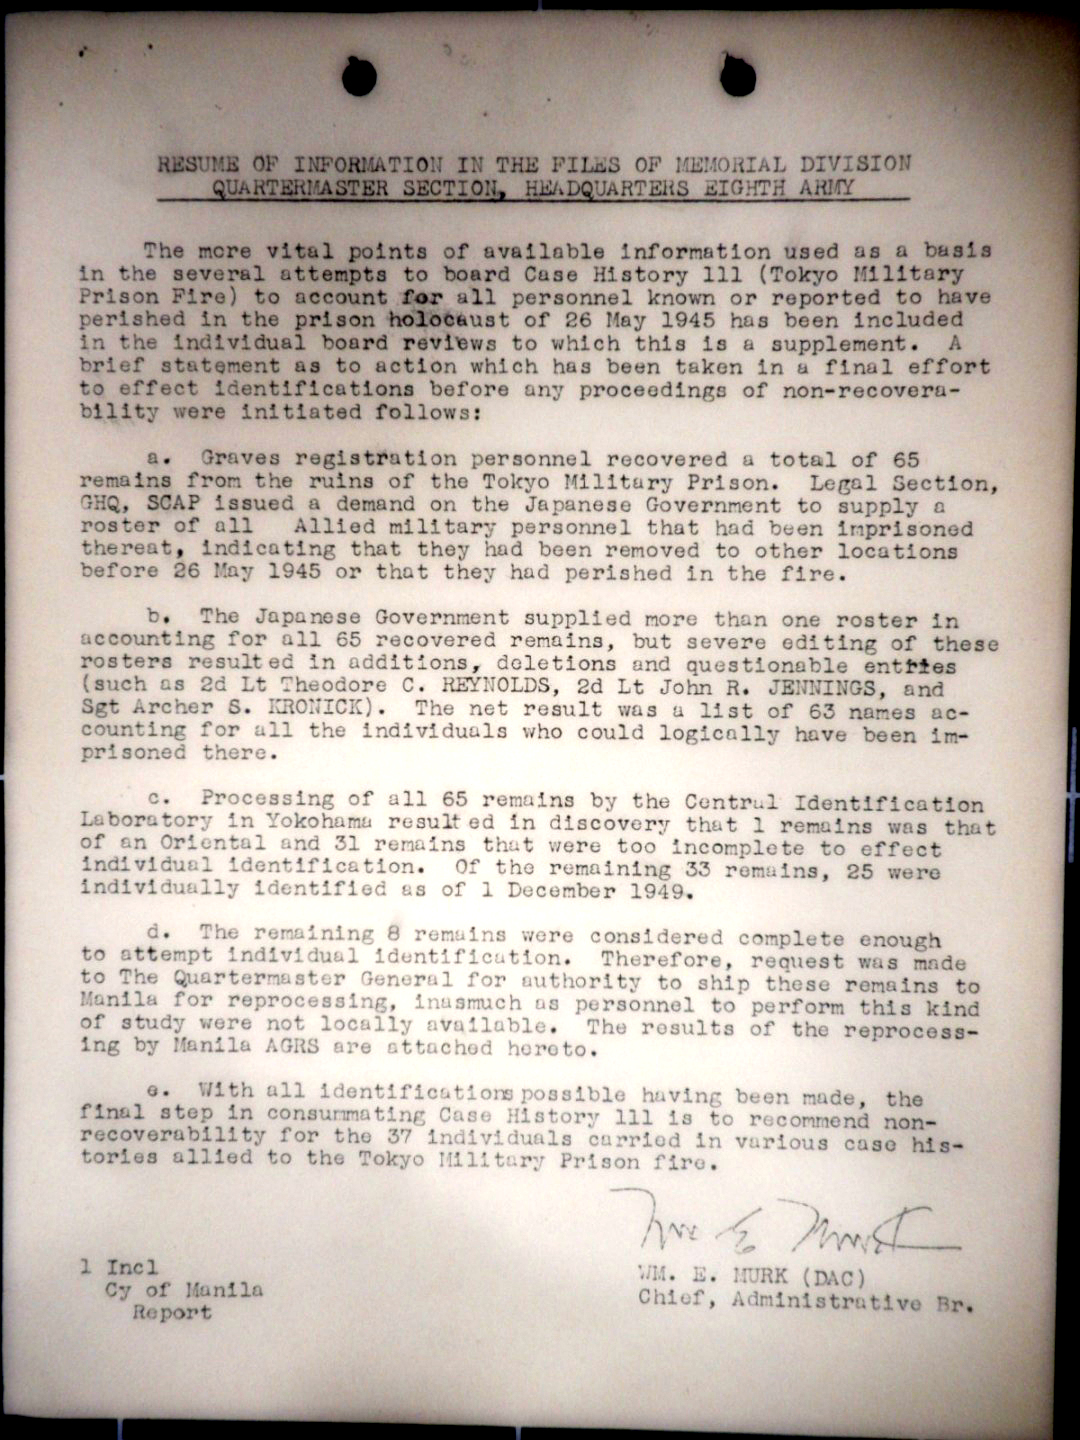 RESUME OF INFORMATION IN THE FILES OF MEMORIAL DIVISION
QUARTERMASTER SECTION, HEADQUARTERS EIGHTH ARMY
The more vital points of available information used as a basis
in the several attempts to board Case History 111 (Tokyo Military
Prison Fire) to account for all personnel known or reported to have
perished in the prison holocaust of 26 May 1945 has been included
in the individual board reviews to which this is a supplement. A
brief statement as to action which has been taken in a final effort
to effect identifications before any proceedings of non-recovera-
bility were initiated follows:
a. Graves registration personnel recovered a total of 65
remains from the ruins of the Tokyo Military Prison. Legal Section,
GHQ, SCAP issued a demand on the Japanese Government to supply a
roster of all Allied military personnel that had been imprisoned
thereat, indicating that they had been removed to other locations
before 26 May 1945 or that they had perished in the fire.
b. The Japanese Government supplied more than one roster in
accounting for all 65 recovered remains, but severe editing of these
rosters resulted in additions, deletions and questionable entries
(such as 2d Lt Theodore C. REYNOLDS, 2d Lt John R. JENNINGS, and
Sgt Archer S. KRONICK). The net result was a list of 63 names ac-
counting for all the individuals who could logically have been im-
prisoned there.
c. Processing of all 65 remains by the Central Identification
Laboratory in Yokohama resulted in discovery that 1 remains was that
of an Oriental and 31 remains that were too incomplete to effect
individual identification. Of the remaining 33 remains, 25 were
individually identified as of 1 December 1949.
d. The remaining 8 remains were considered complete enough
to attempt individual identification. Therefore, request was made
to The Quartermaster General for authority to ship these remains to
Manila for reprocessing, inasmuch as personnel to perform this kind
of study were not locally available. The results of the reprocess-
ing by Manila AGRS are attached hereto.
e. With all identifications possible having been made, the
final step in consummating Case History 111 is to recommend non-
recoverability for the 37 individuals carried in various case his-
tories allied to the Tokyo Military Prison fire.
Wm E Murk
WM. E. MURK (DAC)
Chief, Administrative Br.
1 Incl
Cy of Manila
Report